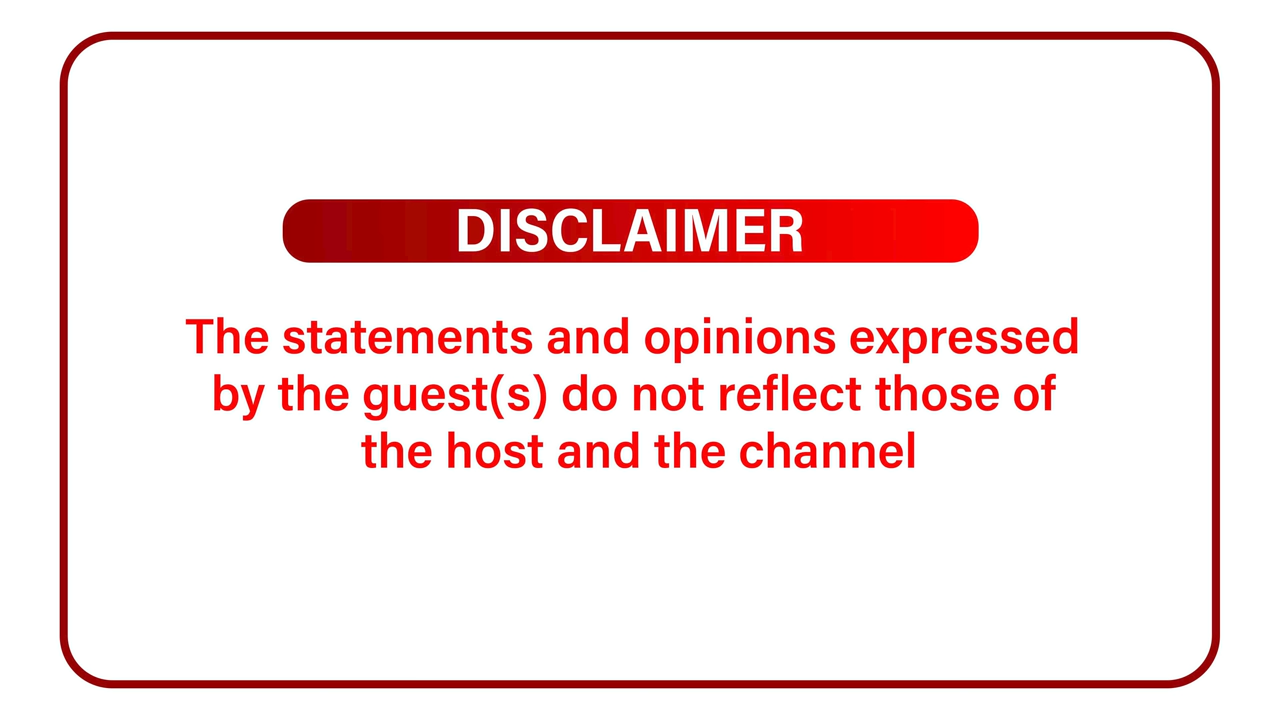 DISCLAIMER
The statements and opinions expressed
by the guest(s) do not reflect those of
the host and the channel